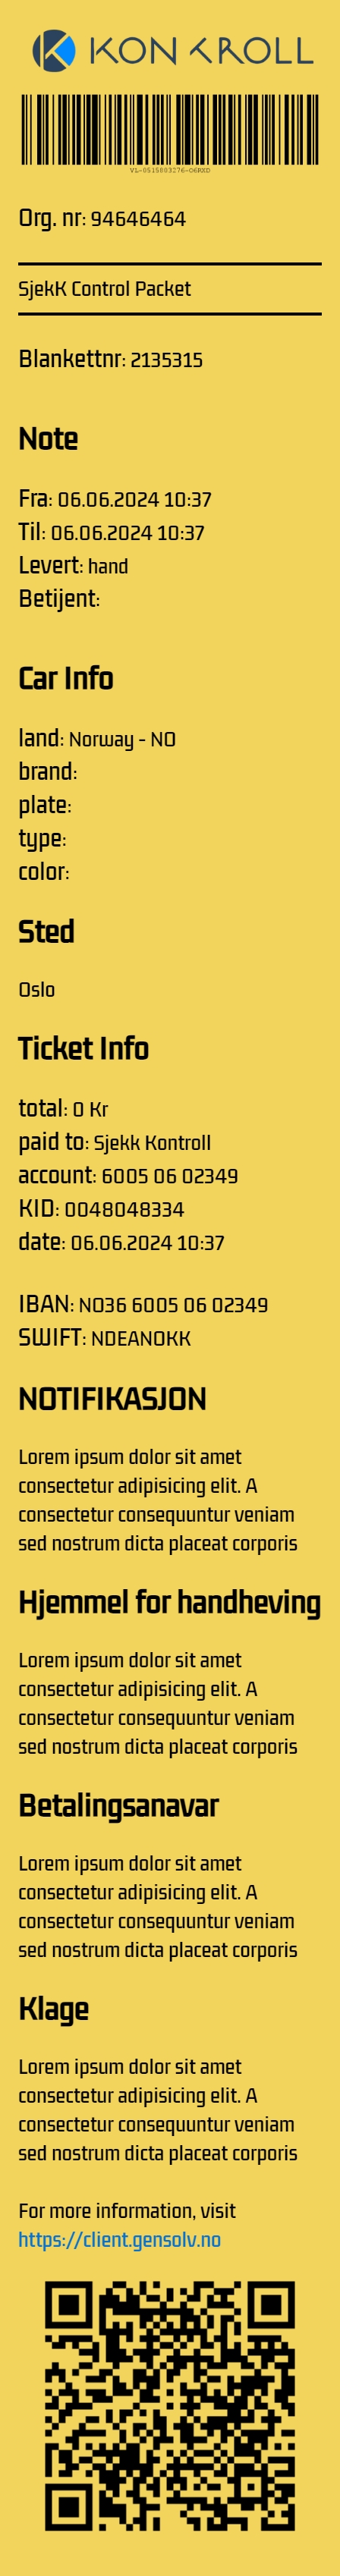 KONTROLL
VL-0515803276-O6RXD
Org. nr: 94646464
SjekK Control Packet
Blankettnr: 2135315
Note
Fra: 06.06.2024 10:37
Til: 06.06.2024 10:37
Levert: hand
Betijent:
Car Info
land: Norway - NO
brand:
plate:
type:
color:
Sted
Oslo
Ticket Info
total: 0 Kr
paid to: Sjekk Kontroll
account: 6005 06 02349
KID: 0048048334
date: 06.06.2024 10:37
IBAN: NO36 6005 06 02349
SWIFT: NDEANOKK
NOTIFIKASJON
Lorem ipsum dolor sit amet
consectetur adipisicing elit. A
consectetur consequuntur veniam
sed nostrum dicta placeat corporis
Hjemmel for handheving
Lorem ipsum dolor sit amet
consectetur adipisicing elit. A
consectetur consequuntur veniam
sed nostrum dicta placeat corporis
Betalingsanavar
Lorem ipsum dolor sit amet
consectetur adipisicing elit. A
consectetur consequuntur veniam
sed nostrum dicta placeat corporis
Klage
Lorem ipsum dolor sit amet
consectetur adipisicing elit. A
consectetur consequuntur veniam
sed nostrum dicta placeat corporis
For more information, visit
https://client.gensolv.no